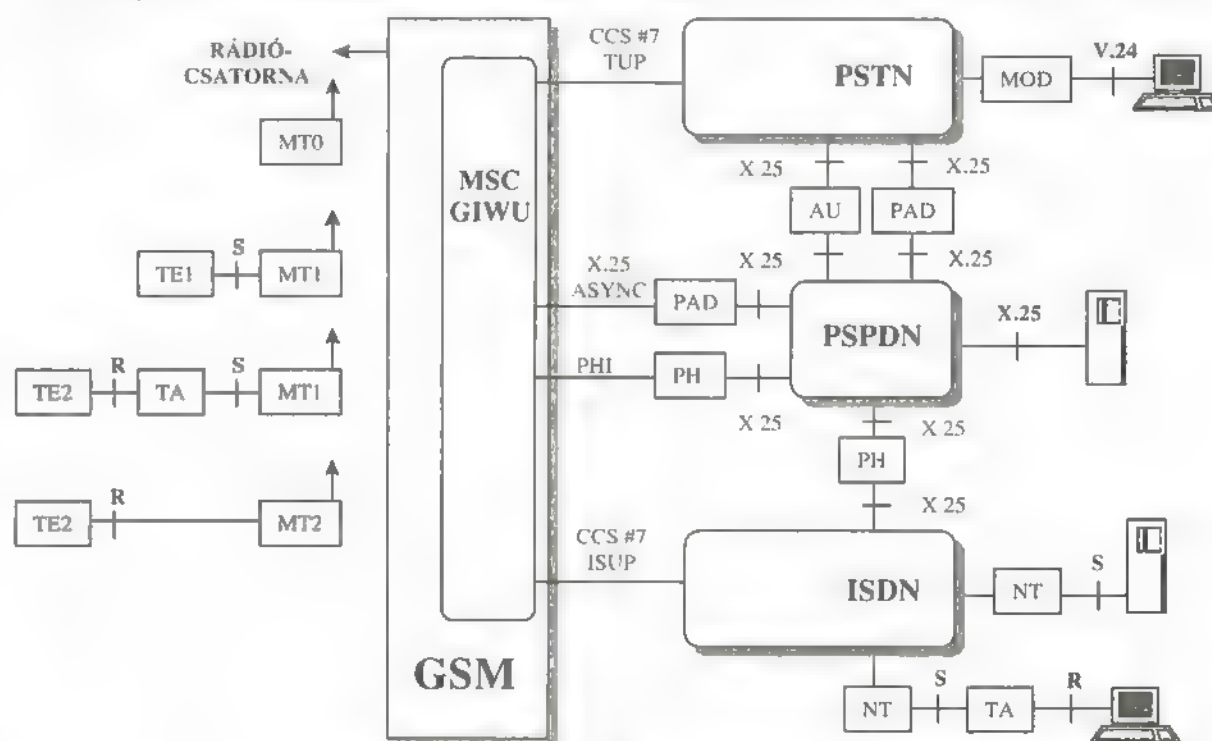 RÁDIÓ-
CSATORNA
MT0
TE1
S
MT1
TE2
R
TA
S
MT1
TE2
R
MT2
MSC
GIWU
GSM
CCS #7
TUP
PSTN
MOD
V.24
X 25
X.25
AU
PAD
X.25
ASYNC
PAD
X 25
X.25
PSPDN
X.25
PHI
PH
X 25
X 25
PH
X 25
CCS #7
ISUP
ISDN
NT
S
NT
S
TA
R